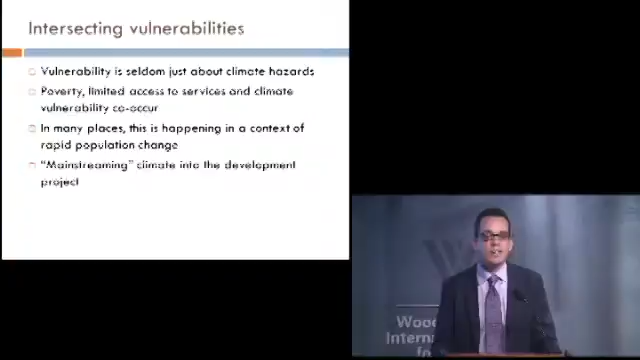 Intersecting vulnerabilities
Vulnerability is seldom just about climate hazards
Poverty, limited access to services and climate
vulnerability co-occur
In many places, this is happening in a context of
rapid population change
“Mainstreaming” climate into the development
project
Woo
Intern